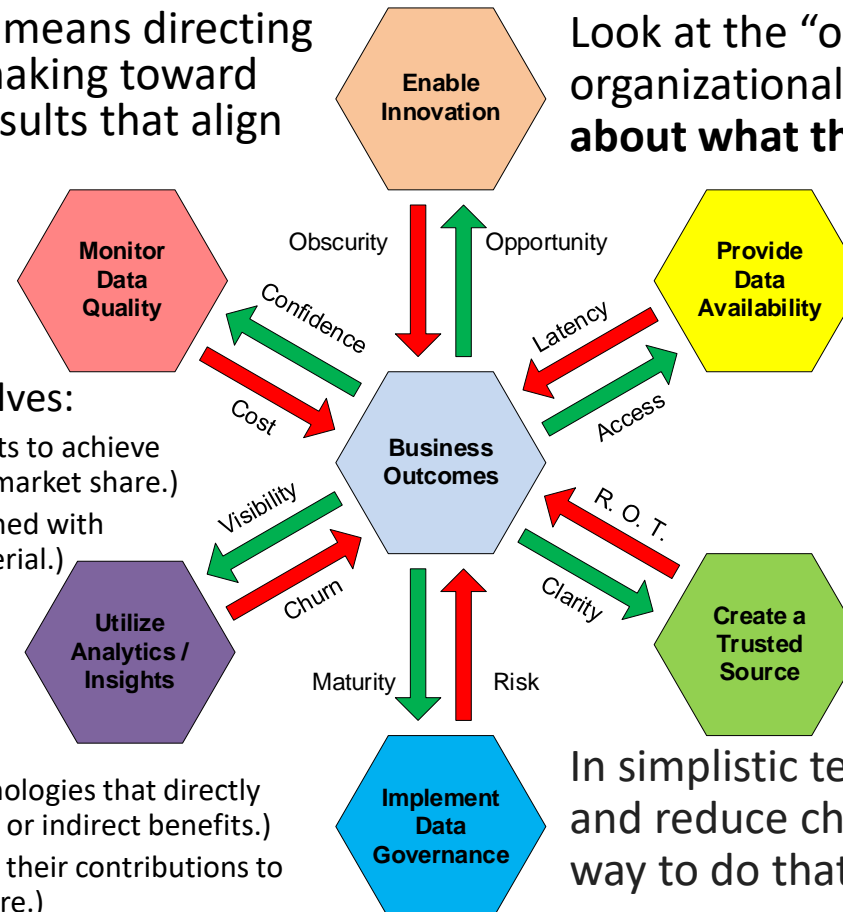 means directing
making toward
sults that align
Look at the “o
organizational
about what th
Enable
Innovation
Monitor
Data
Quality
Obscurity
Opportunity
Provide
Data
Availability
Confidence
Cost
Latency
Access
lves:
ts to achieve
market share.)
ned with
erial.)
Business
Outcomes
Visibility
Churn
R. O. T.
Clarity
Utilize
Analytics /
Insights
Maturity
Risk
Create a
Trusted
Source
nologies that directly
or indirect benefits.)
their contributions to
re.)
Implement
Data
Governance
In simplistic te
and reduce ch
way to do that